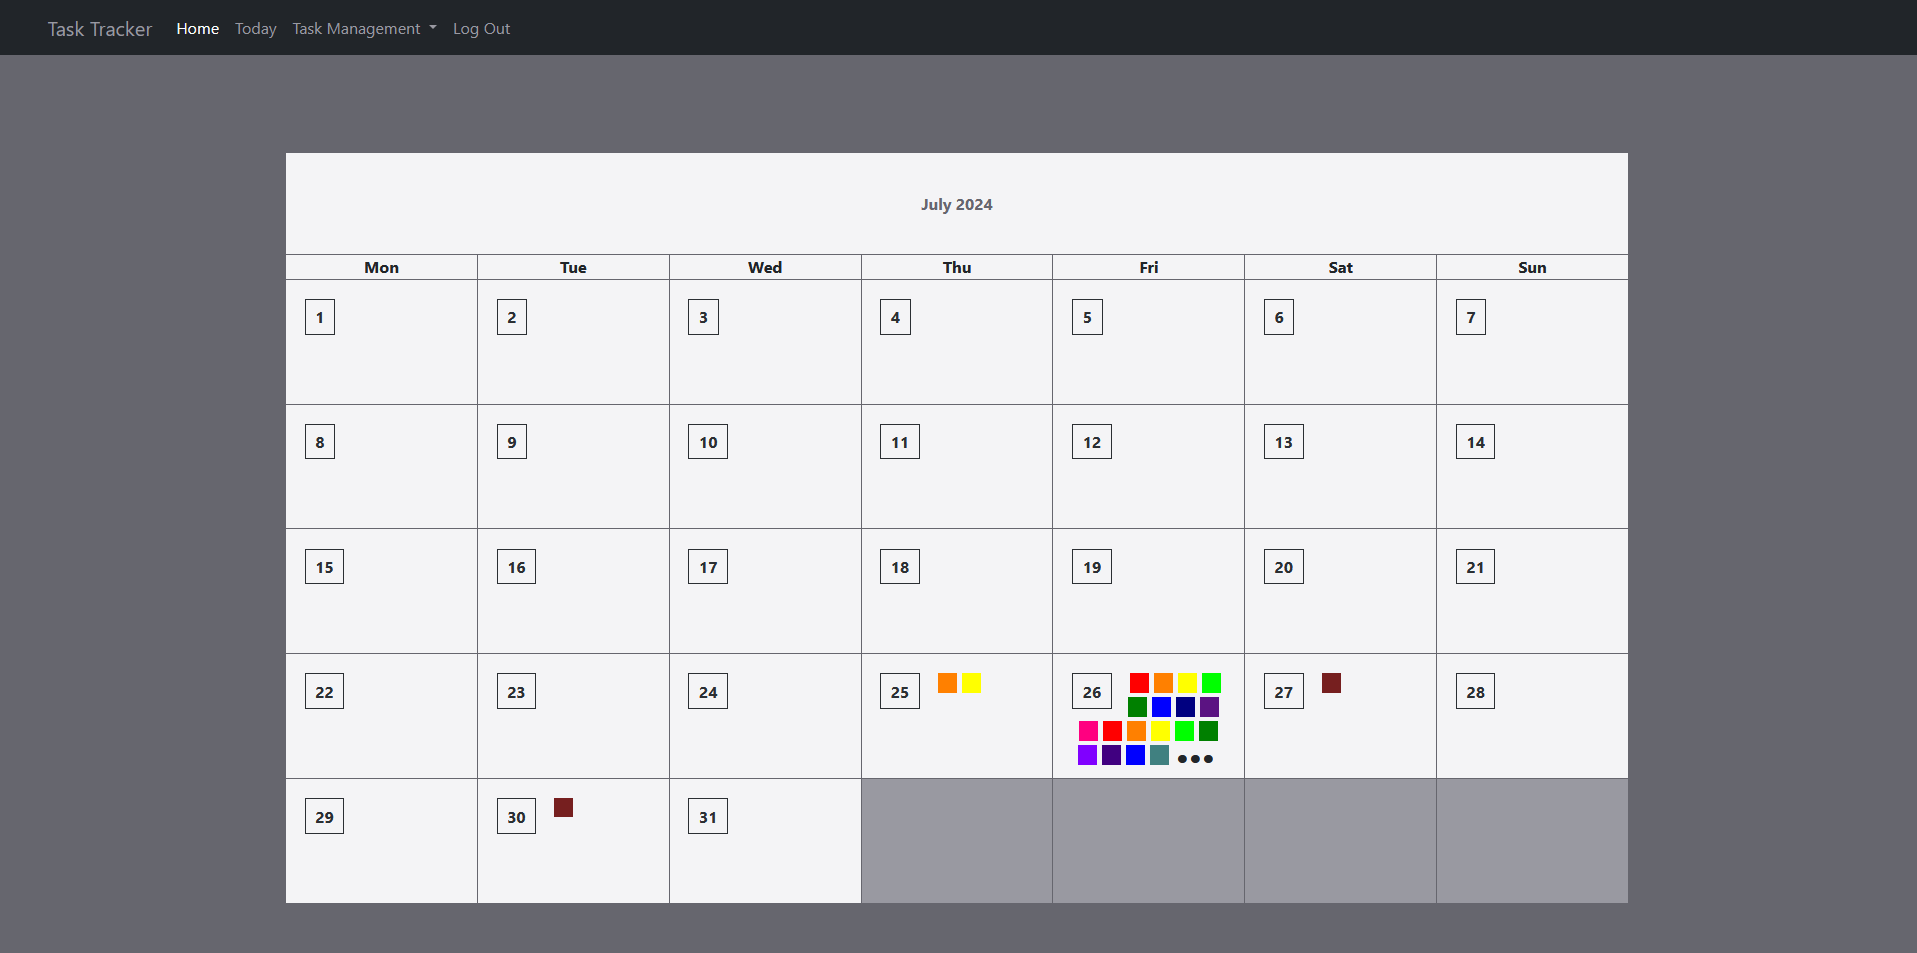 Task Tracker Home Today Task Management Log Out
July 2024
Mon Tue Wed Thu Fri Sat Sun
1 2 3 4 5 6 7
8 9 10 11 12 13 14
15 16 17 18 19 20 21
22 23 24 25 26 27 28
29 30 31